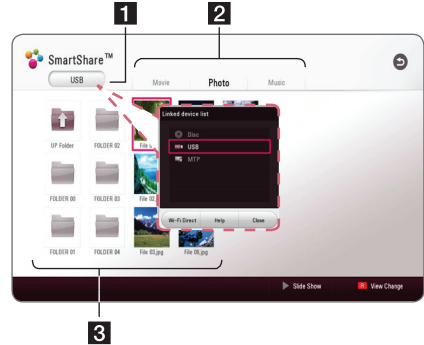 1
2
SmartShare™
USB
Movie
Photo
Music
Linked device list
Disc
USB
MTP
Wi-Fi Direct
Help
Close
UP Folder
FOLDER 02
FOLDER 00
FOLDER 03
File 02.
FOLDER 01
FOLDER 04
File 03.jpg
File 08.jpg
Slide Show
R View Change
3